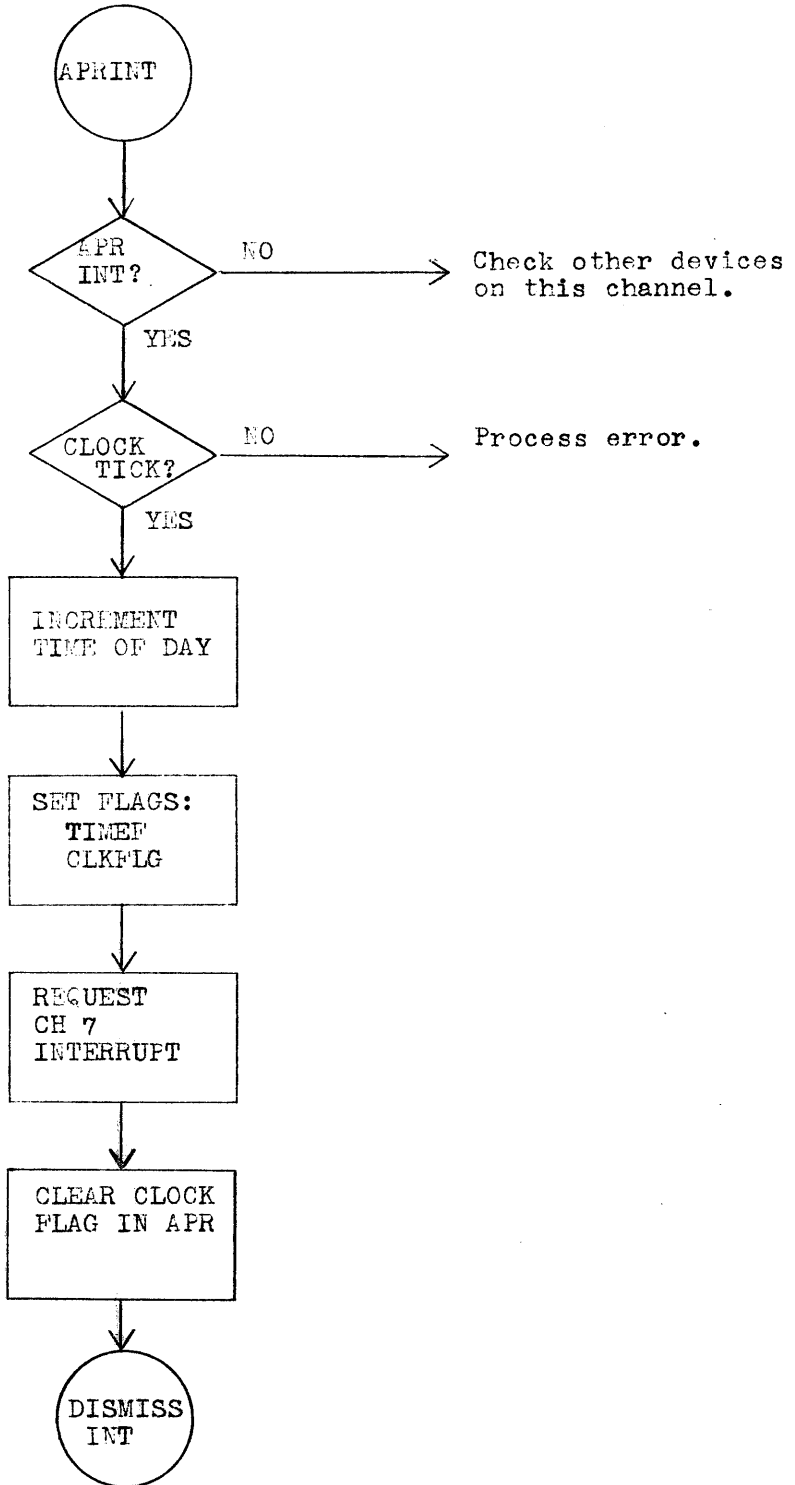 APRINT
APR
INT?
NO
Check other devices
on this channel.
YES
CLOCK
TICK?
NO
Process error.
YES
INCREMENT
TIME OF DAY
SET FLAGS:
TIMEF
CLKFLG
REQUEST
CH 7
INTERRUPT
CLEAR CLOCK
FLAG IN APR
DISMISS
INT